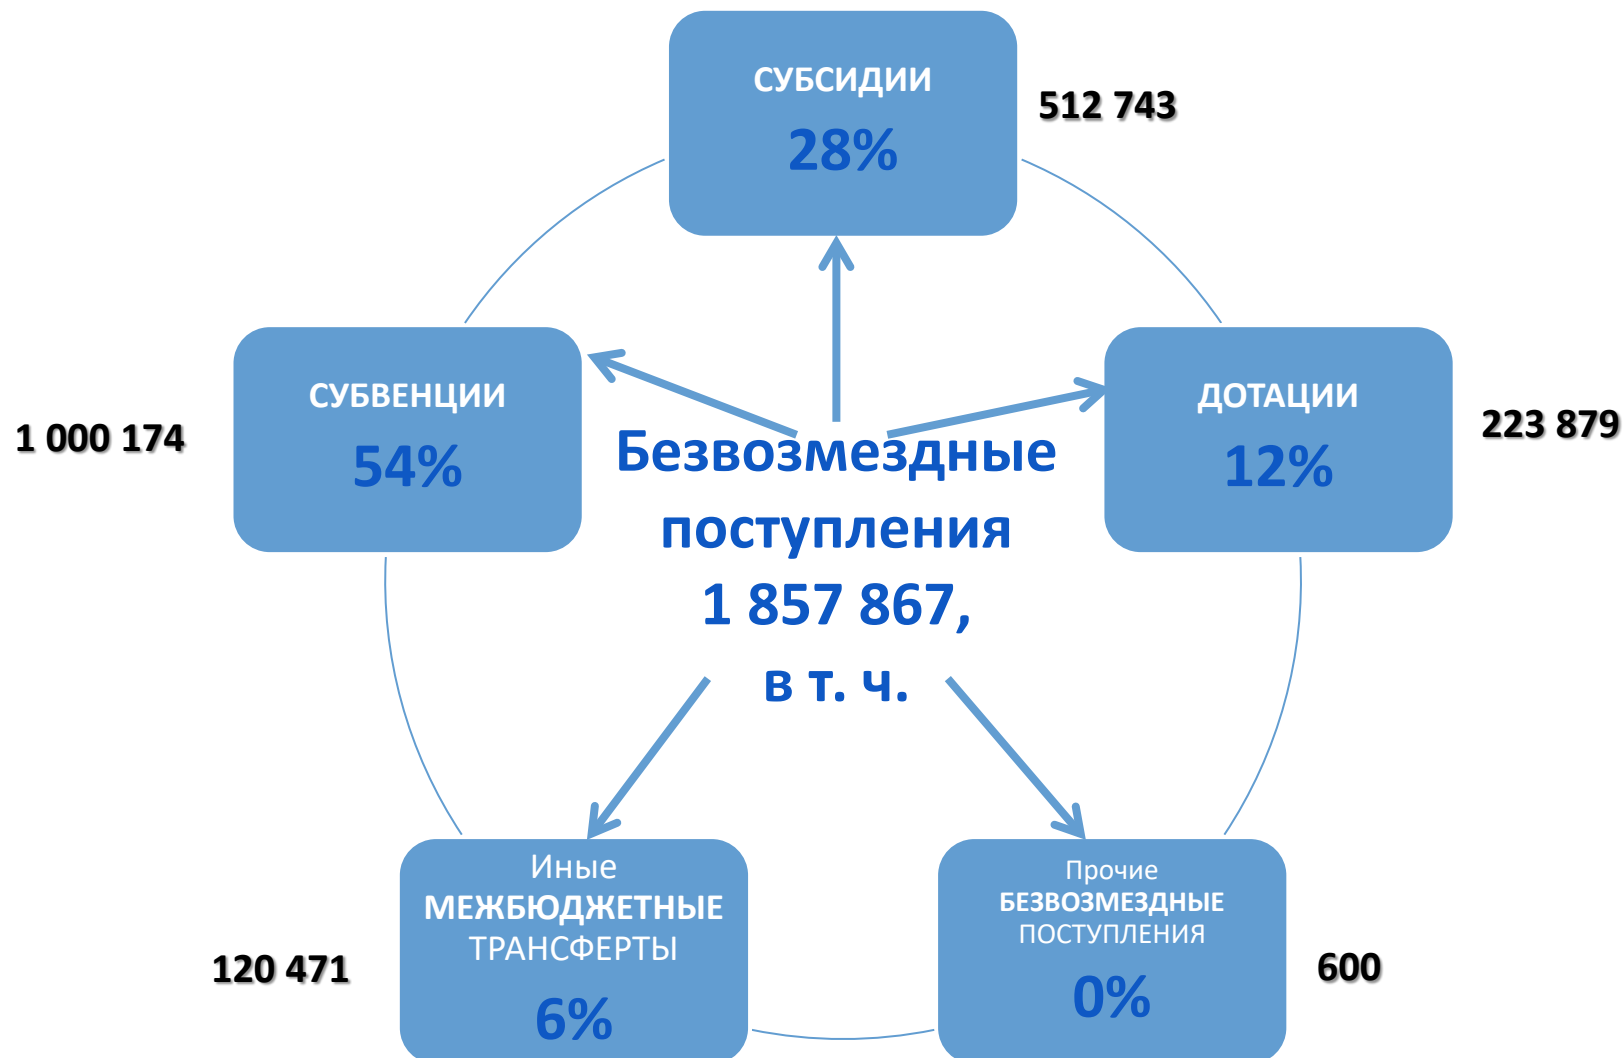 СУБСИДИИ
28%
512 743
СУБВЕНЦИИ
54%
1 000 174
ДОТАЦИИ
12%
223 879
Безвозмездные
поступления
1 857 867,
в т. ч.
Иные
МЕЖБЮДЖЕТНЫЕ
ТРАНСФЕРТЫ
6%
120 471
Прочие
БЕЗВОЗМЕЗДНЫЕ
ПОСТУПЛЕНИЯ
0%
600